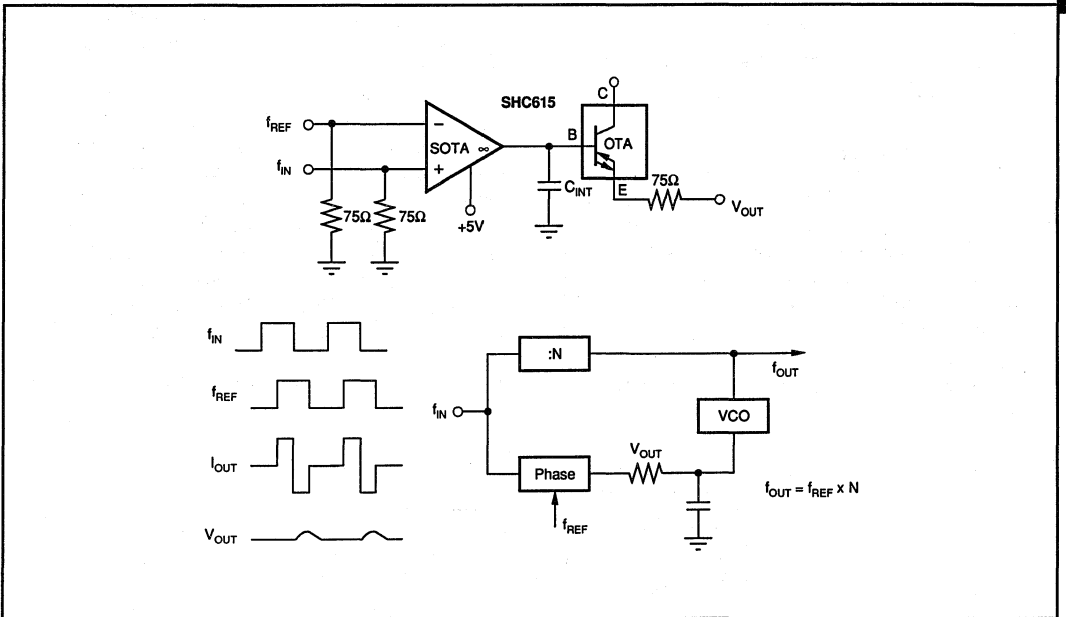 SHC615
C
f_REF
−
SOTA ∞
B
OTA
f_IN
+
C_INT
E
75Ω
V_OUT
75Ω
75Ω
+5V
f_IN
f_REF
I_OUT
V_OUT
:N
f_OUT
f_IN
VCO
V_OUT
Phase
f_OUT = f_REF x N
f_REF